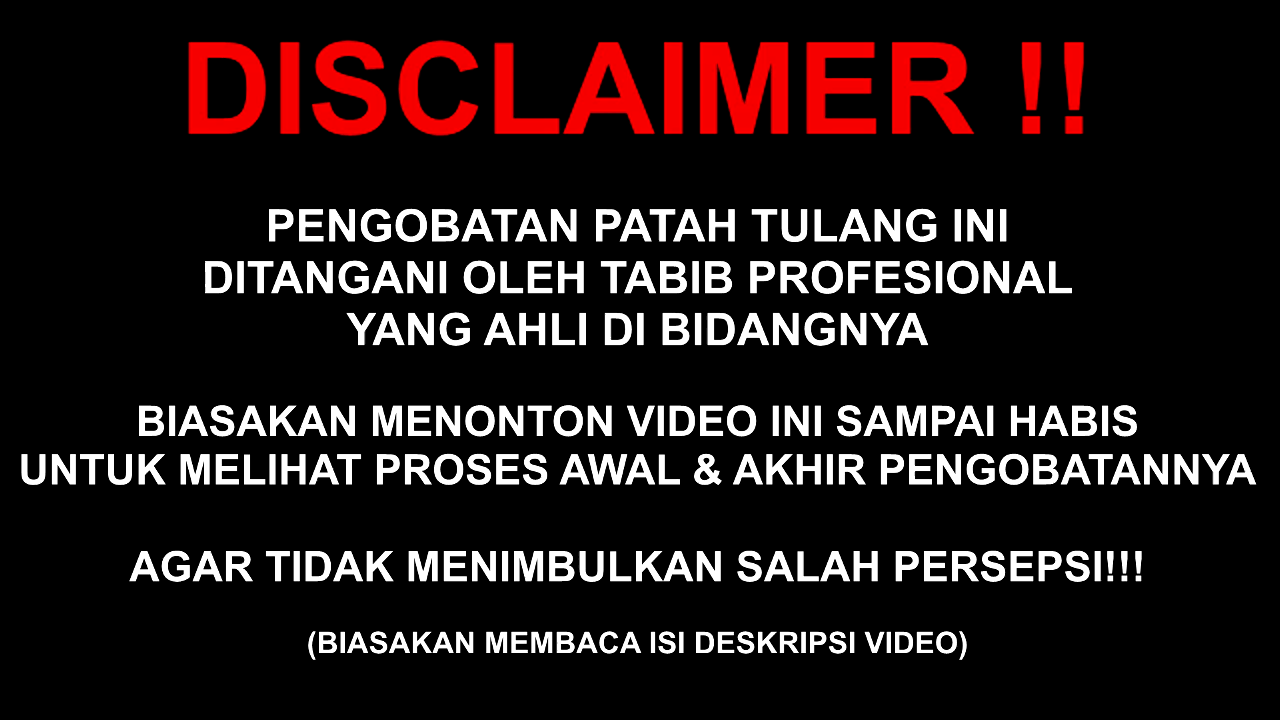 DISCLAIMER !!
PENGOBATAN PATAH TULANG INI
DITANGANI OLEH TABIB PROFESIONAL
YANG AHLI DI BIDANGNYA
BIASAKAN MENONTON VIDEO INI SAMPAI HABIS
UNTUK MELIHAT PROSES AWAL & AKHIR PENGOBATANNYA
AGAR TIDAK MENIMBULKAN SALAH PERSEPSI!!!
(BIASAKAN MEMBACA ISI DESKRIPSI VIDEO)